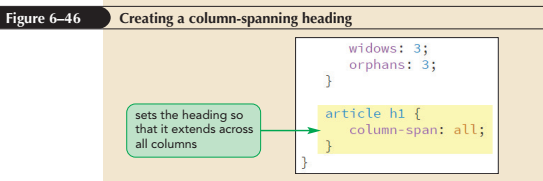 Figure 6–46
Creating a column-spanning heading
widows: 3;
orphans: 3;
}
sets the heading so
that it extends across
all columns
article h1 {
column-span: all;
}
}